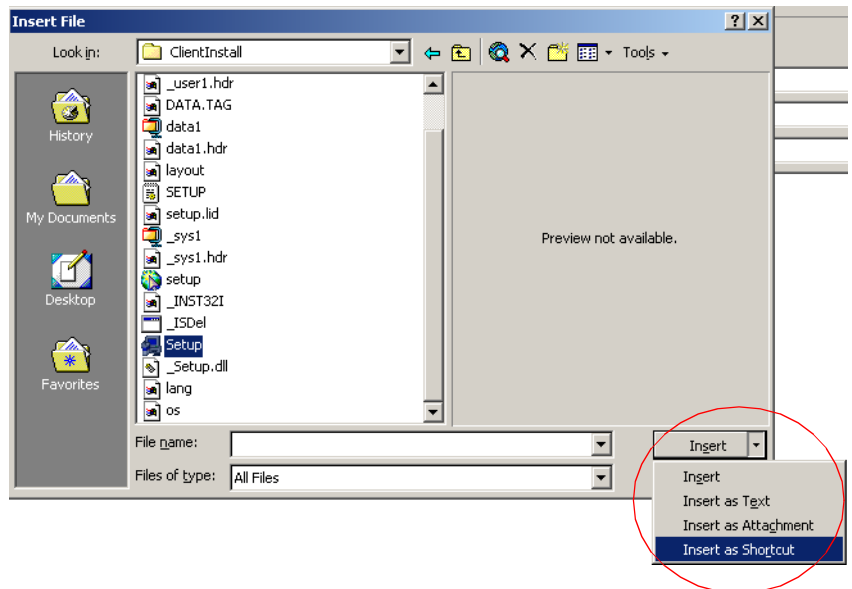 Insert File
Look in:
ClientInstall
Tools
History
My Documents
Desktop
Favorites
_user1.hdr
DATA.TAG
data1
data1.hdr
layout
SETUP
setup.lid
_sys1
_sys1.hdr
setup
_INST32I
_ISDel
Setup
_Setup.dll
lang
os
Preview not available.
File name:
Insert
Files of type:
All Files
Insert
Insert as Text
Insert as Attachment
Insert as Shortcut